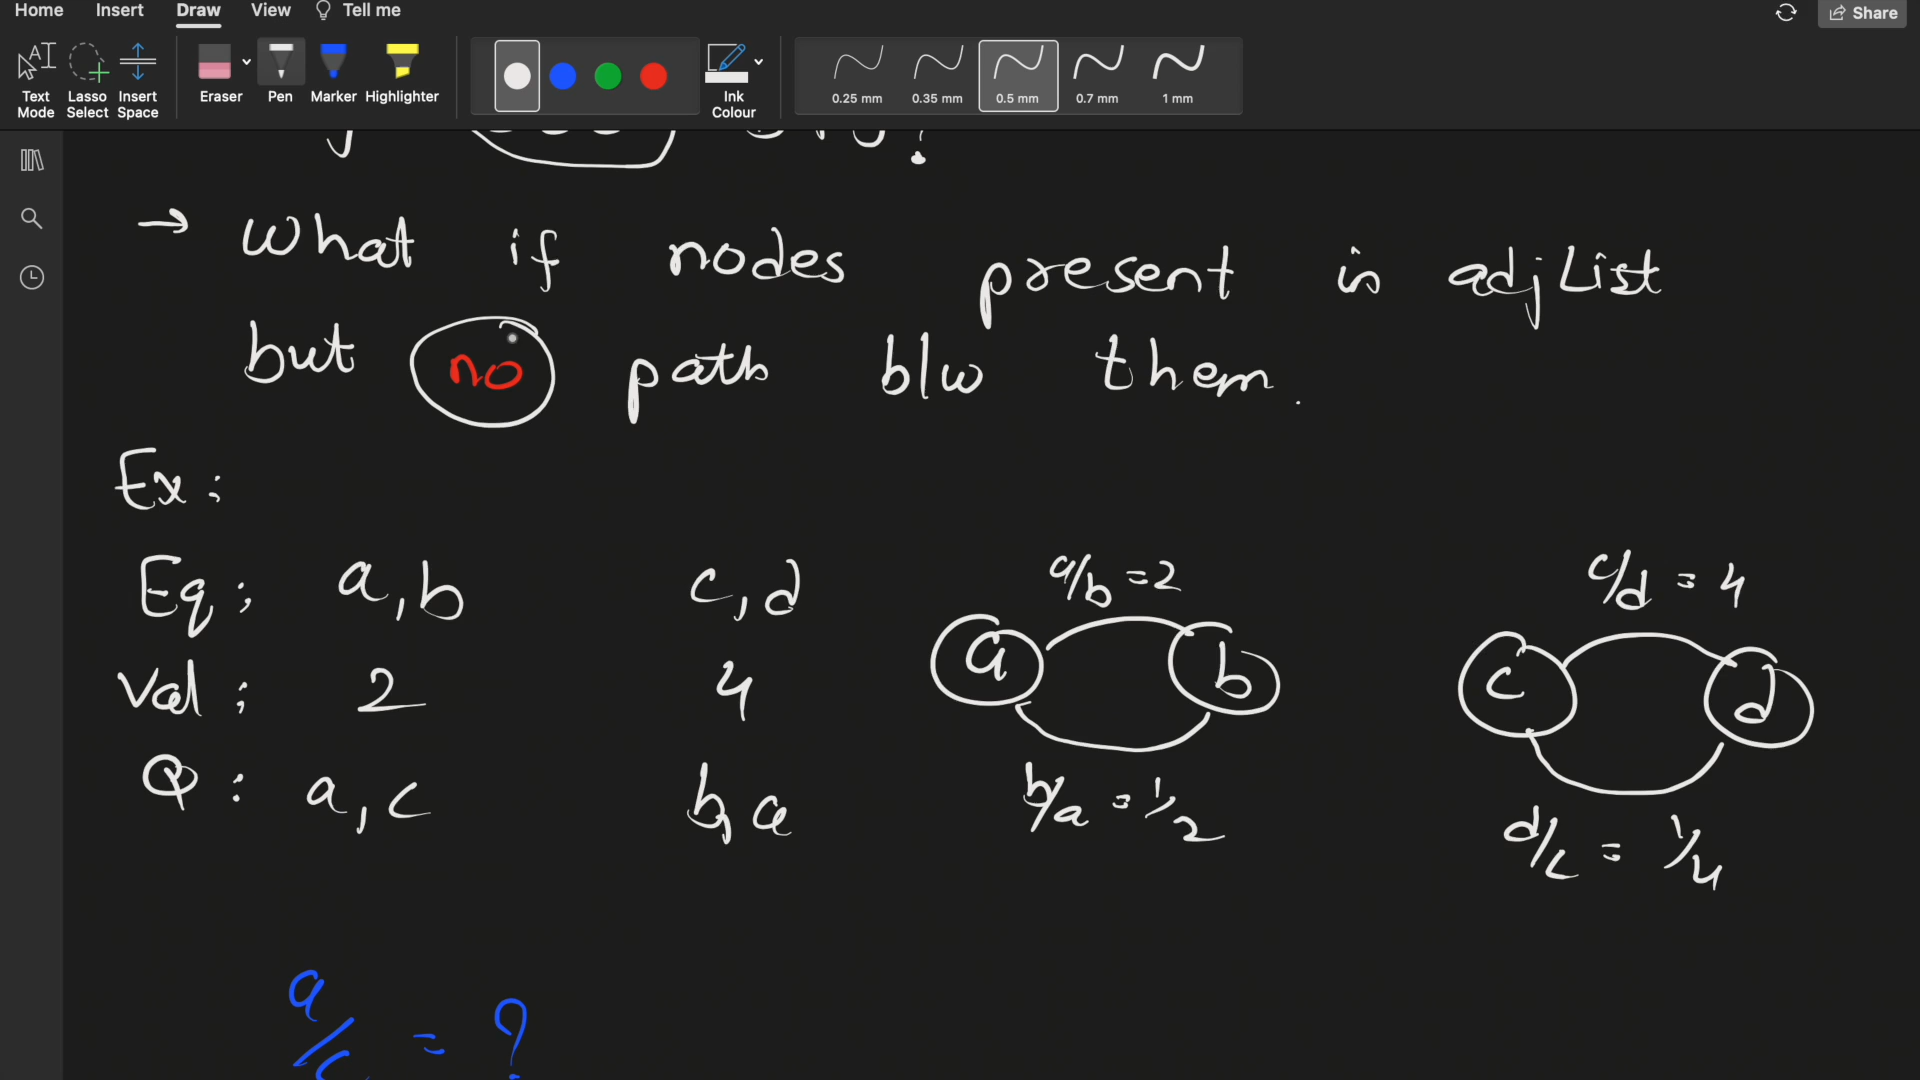 Home Insert Draw View Tell me Share
Text Mode Lasso Select Insert Space Eraser Pen Marker Highlighter Ink Colour 0.25 mm 0.35 mm 0.5 mm 0.7 mm 1 mm
→ What if nodes present in adjList
but no path b/w them.
Ex:
Eq: a,b c,d a/b = 2 c/d = 4
a b c d
Val: 2 4
Q: a,c b,a b/a = 1/2 d/c = 1/4
a/c = ?